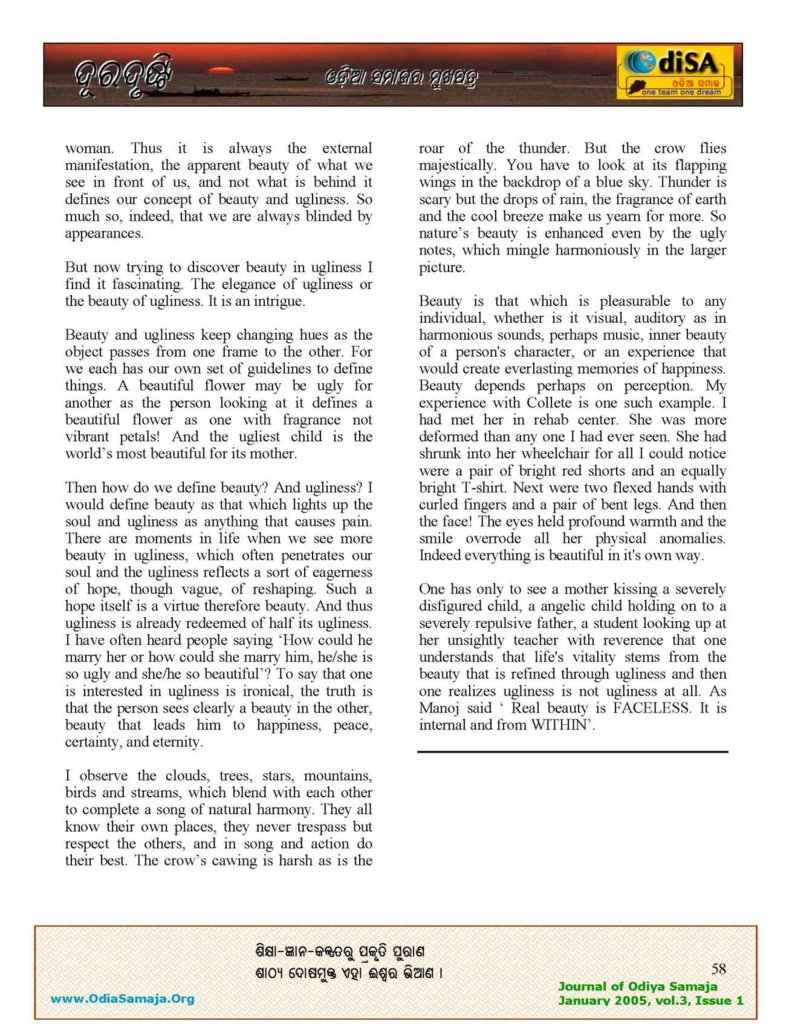 ଦୂରଦୃଷ୍ଟି
ଓଡ଼ିଆ ସମାଜର ମୁଖପତ୍ର
OdiSA
ଓଡିଆ ସମାଜ
one team one dream
woman. Thus it is always the external
manifestation, the apparent beauty of what we
see in front of us, and not what is behind it
defines our concept of beauty and ugliness. So
much so, indeed, that we are always blinded by
appearances.
But now trying to discover beauty in ugliness I
find it fascinating. The elegance of ugliness or
the beauty of ugliness. It is an intrigue.
Beauty and ugliness keep changing hues as the
object passes from one frame to the other. For
we each has our own set of guidelines to define
things. A beautiful flower may be ugly for
another as the person looking at it defines a
beautiful flower as one with fragrance not
vibrant petals! And the ugliest child is the
world's most beautiful for its mother.
Then how do we define beauty? And ugliness? I
would define beauty as that which lights up the
soul and ugliness as anything that causes pain.
There are moments in life when we see more
beauty in ugliness, which often penetrates our
soul and the ugliness reflects a sort of eagerness
of hope, though vague, of reshaping. Such a
hope itself is a virtue therefore beauty. And thus
ugliness is already redeemed of half its ugliness.
I have often heard people saying ‘How could he
marry her or how could she marry him, he/she is
so ugly and she/he so beautiful’? To say that one
is interested in ugliness is ironical, the truth is
that the person sees clearly a beauty in the other,
beauty that leads him to happiness, peace,
certainty, and eternity.
I observe the clouds, trees, stars, mountains,
birds and streams, which blend with each other
to complete a song of natural harmony. They all
know their own places, they never trespass but
respect the others, and in song and action do
their best. The crow’s cawing is harsh as is the
roar of the thunder. But the crow flies
majestically. You have to look at its flapping
wings in the backdrop of a blue sky. Thunder is
scary but the drops of rain, the fragrance of earth
and the cool breeze make us yearn for more. So
nature’s beauty is enhanced even by the ugly
notes, which mingle harmoniously in the larger
picture.
Beauty is that which is pleasurable to any
individual, whether is it visual, auditory as in
harmonious sounds, perhaps music, inner beauty
of a person's character, or an experience that
would create everlasting memories of happiness.
Beauty depends perhaps on perception. My
experience with Collete is one such example. I
had met her in rehab center. She was more
deformed than any one I had ever seen. She had
shrunk into her wheelchair for all I could notice
were a pair of bright red shorts and an equally
bright T-shirt. Next were two flexed hands with
curled fingers and a pair of bent legs. And then
the face! The eyes held profound warmth and the
smile overrode all her physical anomalies.
Indeed everything is beautiful in it's own way.
One has only to see a mother kissing a severely
disfigured child, a angelic child holding on to a
severely repulsive father, a student looking up at
her unsightly teacher with reverence that one
understands that life's vitality stems from the
beauty that is refined through ugliness and then
one realizes ugliness is not ugliness at all. As
Manoj said ‘ Real beauty is FACELESS. It is
internal and from WITHIN’.
ଶିକ୍ଷା-ଜ୍ଞାନ-କଳ୍ପତରୁ ପ୍ରକୃତି ପୁରାଣ
ଶାଠ୍ୟ ଦୋଷମୁକ୍ତ ଏହା ଈଶ୍ୱର ଭିଆଣ ।
58
www.OdiaSamaja.Org
Journal of Odiya Samaja
January 2005, vol.3, Issue 1